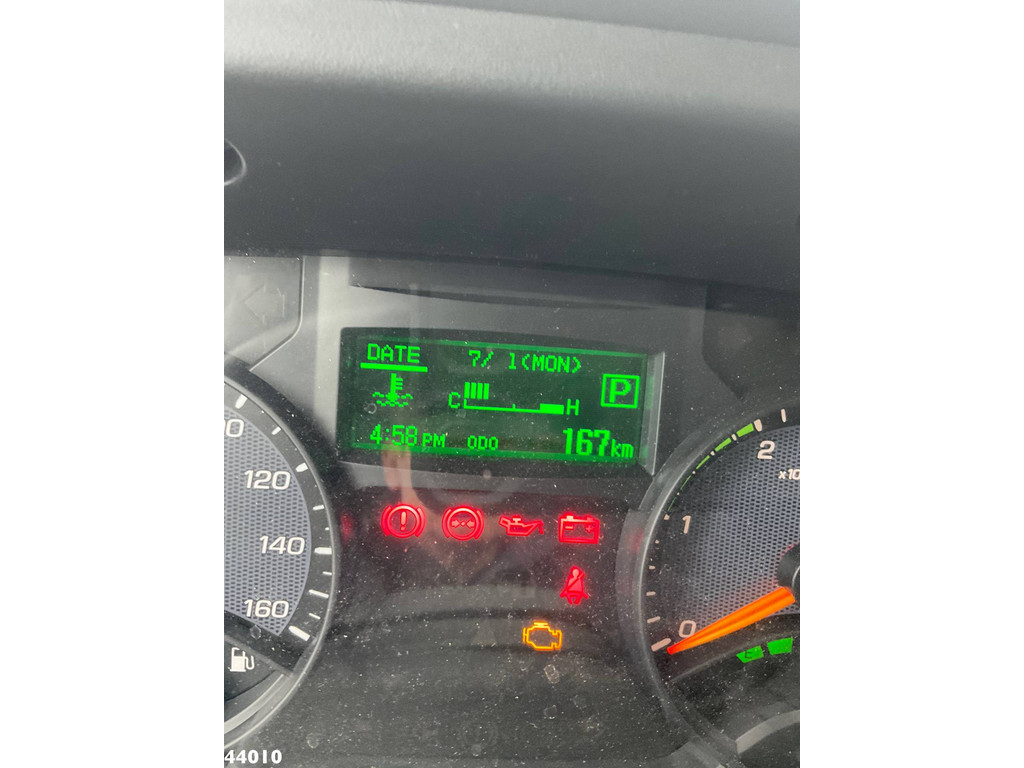 DATE 7/ 1(MON)
P
C H
4:58 PM ODO 167km
120
140
160
2
1
0
44010